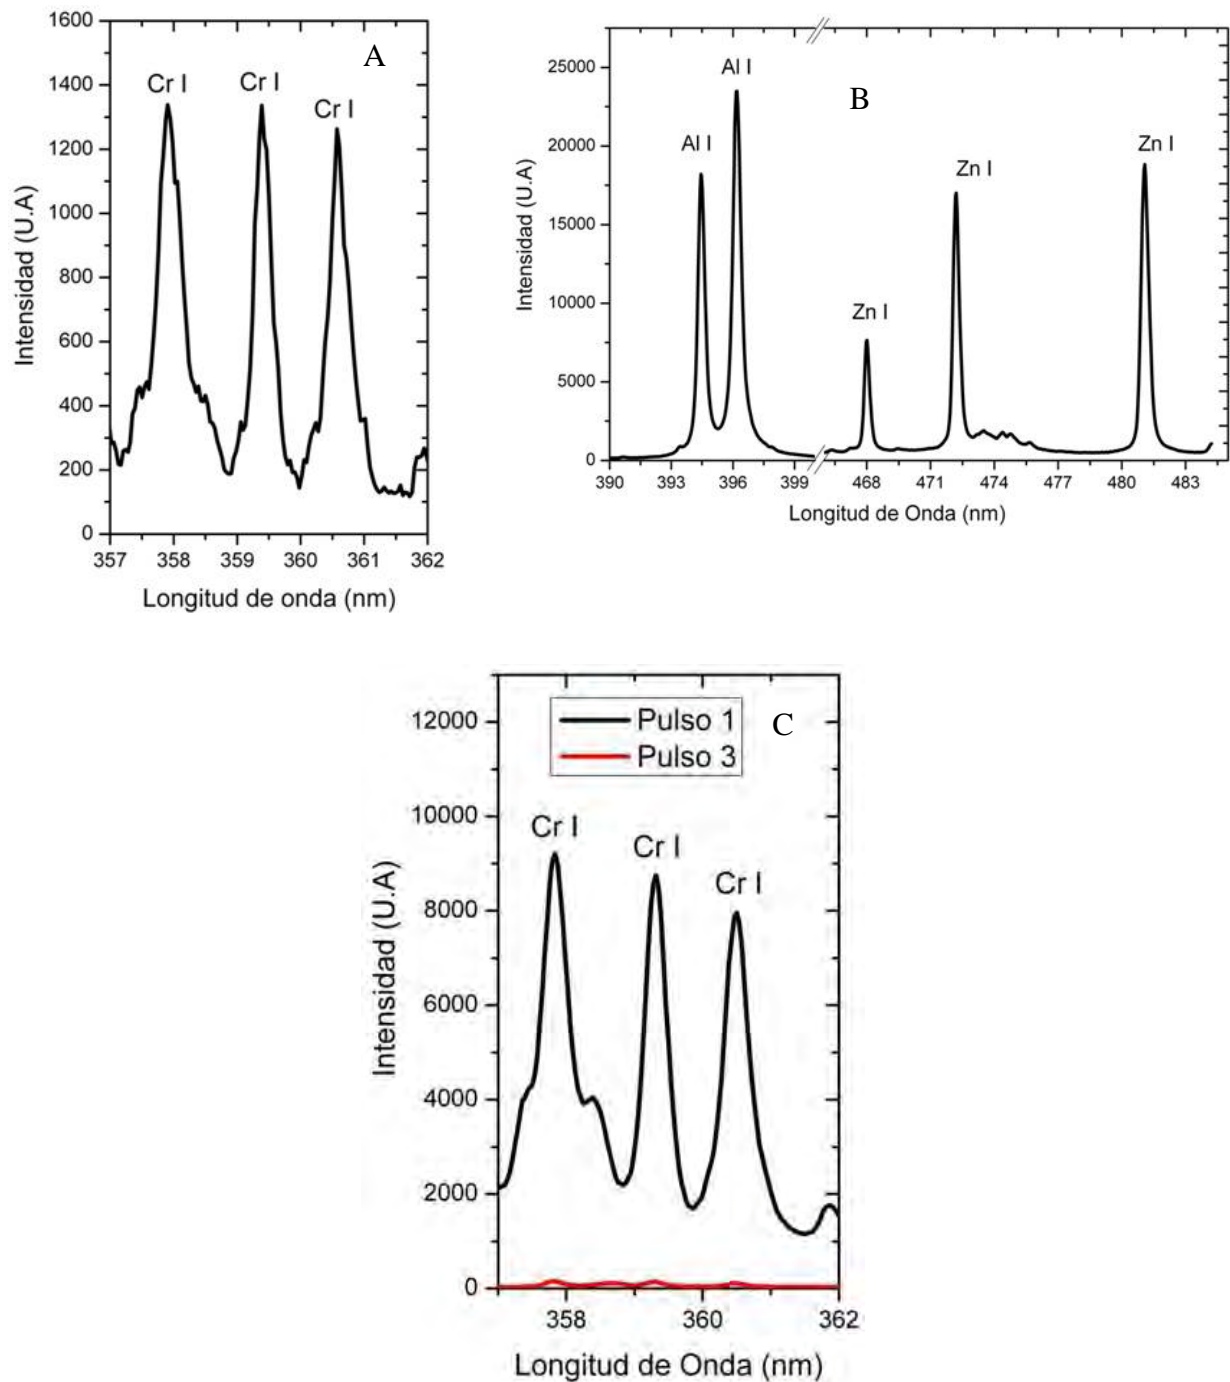 A
Cr I
Cr I
Cr I
1600
1400
1200
1000
800
600
400
200
0
357 358 359 360 361 362
Intensidad (U.A)
Longitud de onda (nm)
B
Al I
Al I
Zn I
Zn I
Zn I
25000
20000
15000
10000
5000
0
390 393 396 399 468 471 474 477 480 483
Intensidad (U.A)
Longitud de Onda (nm)
C
Pulso 1
Pulso 3
Cr I
Cr I
Cr I
12000
10000
8000
6000
4000
2000
0
358 360 362
Intensidad (U.A)
Longitud de Onda (nm)